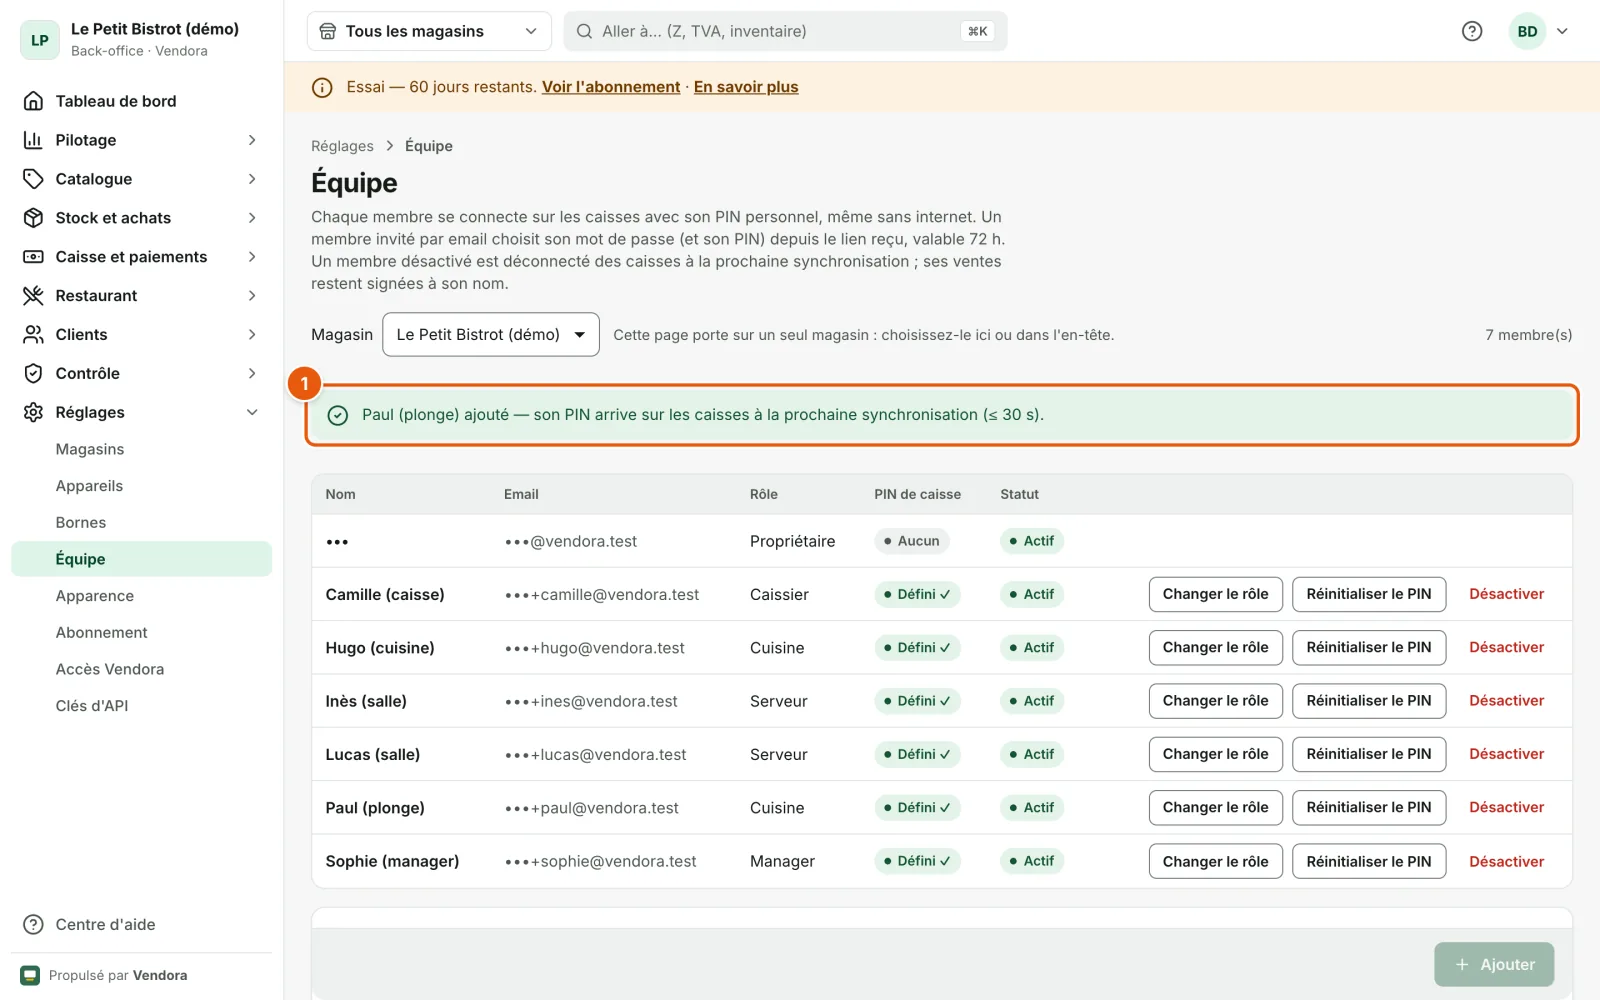 LP
Le Petit Bistrot (démo)
Back-office · Vendora
Tous les magasins
Aller à... (Z, TVA, inventaire)
⌘K
BD
Essai — 60 jours restants. Voir l'abonnement · En savoir plus
Tableau de bord
Pilotage
Catalogue
Stock et achats
Caisse et paiements
Restaurant
Clients
Contrôle
Réglages
Magasins
Appareils
Bornes
Équipe
Apparence
Abonnement
Accès Vendora
Clés d'API
Centre d'aide
Propulsé par Vendora
Réglages > Équipe
Équipe
Chaque membre se connecte sur les caisses avec son PIN personnel, même sans internet. Un
membre invité par email choisit son mot de passe (et son PIN) depuis le lien reçu, valable 72 h.
Un membre désactivé est déconnecté des caisses à la prochaine synchronisation ; ses ventes
restent signées à son nom.
Magasin Le Petit Bistrot (démo) Cette page porte sur un seul magasin : choisissez-le ici ou dans l'en-tête. 7 membre(s)
1
Paul (plonge) ajouté — son PIN arrive sur les caisses à la prochaine synchronisation (≤ 30 s).
Nom Email Rôle PIN de caisse Statut
••• •••@vendora.test Propriétaire Aucun Actif
Camille (caisse) •••+camille@vendora.test Caissier Défini ✓ Actif Changer le rôle Réinitialiser le PIN Désactiver
Hugo (cuisine) •••+hugo@vendora.test Cuisine Défini ✓ Actif Changer le rôle Réinitialiser le PIN Désactiver
Inès (salle) •••+ines@vendora.test Serveur Défini ✓ Actif Changer le rôle Réinitialiser le PIN Désactiver
Lucas (salle) •••+lucas@vendora.test Serveur Défini ✓ Actif Changer le rôle Réinitialiser le PIN Désactiver
Paul (plonge) •••+paul@vendora.test Cuisine Défini ✓ Actif Changer le rôle Réinitialiser le PIN Désactiver
Sophie (manager) •••+sophie@vendora.test Manager Défini ✓ Actif Changer le rôle Réinitialiser le PIN Désactiver
+ Ajouter